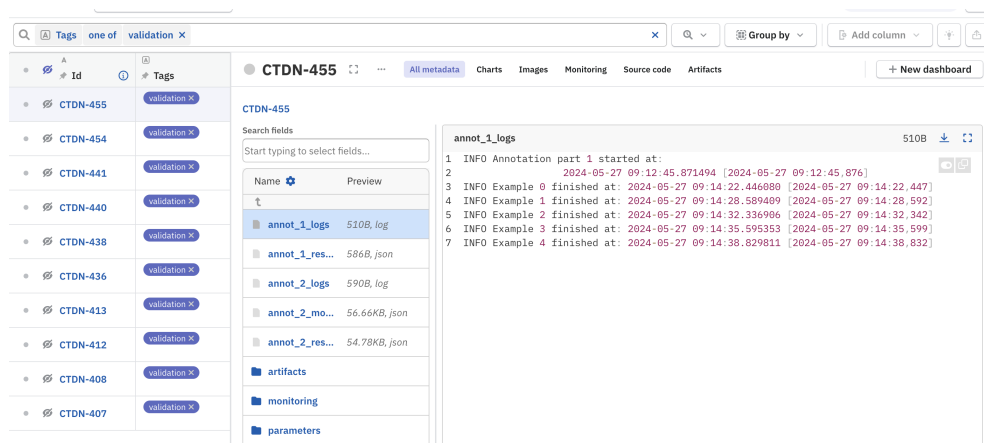 Tags one of validation ×
Group by
Add column
Id
Tags
CTDN-455 validation ×
CTDN-454 validation ×
CTDN-441 validation ×
CTDN-440 validation ×
CTDN-438 validation ×
CTDN-436 validation ×
CTDN-413 validation ×
CTDN-412 validation ×
CTDN-408 validation ×
CTDN-407 validation ×
CTDN-455 ... All metadata Charts Images Monitoring Source code Artifacts + New dashboard
CTDN-455
Search fields
Start typing to select fields...
Name Preview
annot_1_logs 510B, log
annot_1_res... 586B, json
annot_2_logs 590B, log
annot_2_mo... 56.66KB, json
annot_2_res... 54.78KB, json
artifacts
monitoring
parameters
annot_1_logs 510B
1 INFO Annotation part 1 started at:
2 2024-05-27 09:12:45.871494 [2024-05-27 09:12:45,876]
3 INFO Example 0 finished at: 2024-05-27 09:14:22.446080 [2024-05-27 09:14:22,447]
4 INFO Example 1 finished at: 2024-05-27 09:14:28.589409 [2024-05-27 09:14:28,592]
5 INFO Example 2 finished at: 2024-05-27 09:14:32.336906 [2024-05-27 09:14:32,342]
6 INFO Example 3 finished at: 2024-05-27 09:14:35.595353 [2024-05-27 09:14:35,599]
7 INFO Example 4 finished at: 2024-05-27 09:14:38.829811 [2024-05-27 09:14:38,832]